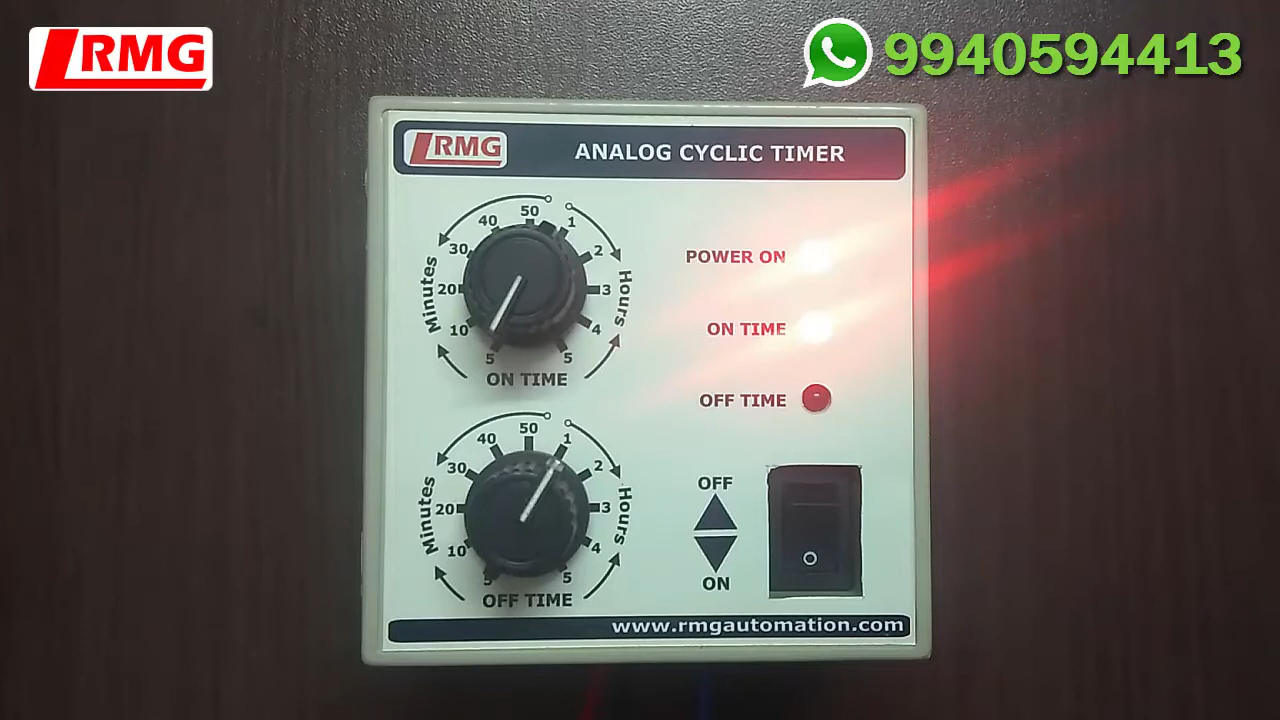 RMG
9940594413
RMG
ANALOG CYCLIC TIMER
50
1
40
2
30
3
20
4
10
5
5
Minutes
Hours
ON TIME
POWER ON
ON TIME
OFF TIME
50
1
40
2
30
3
20
4
10
5
5
Minutes
Hours
OFF TIME
OFF
ON
www.rmgautomation.com